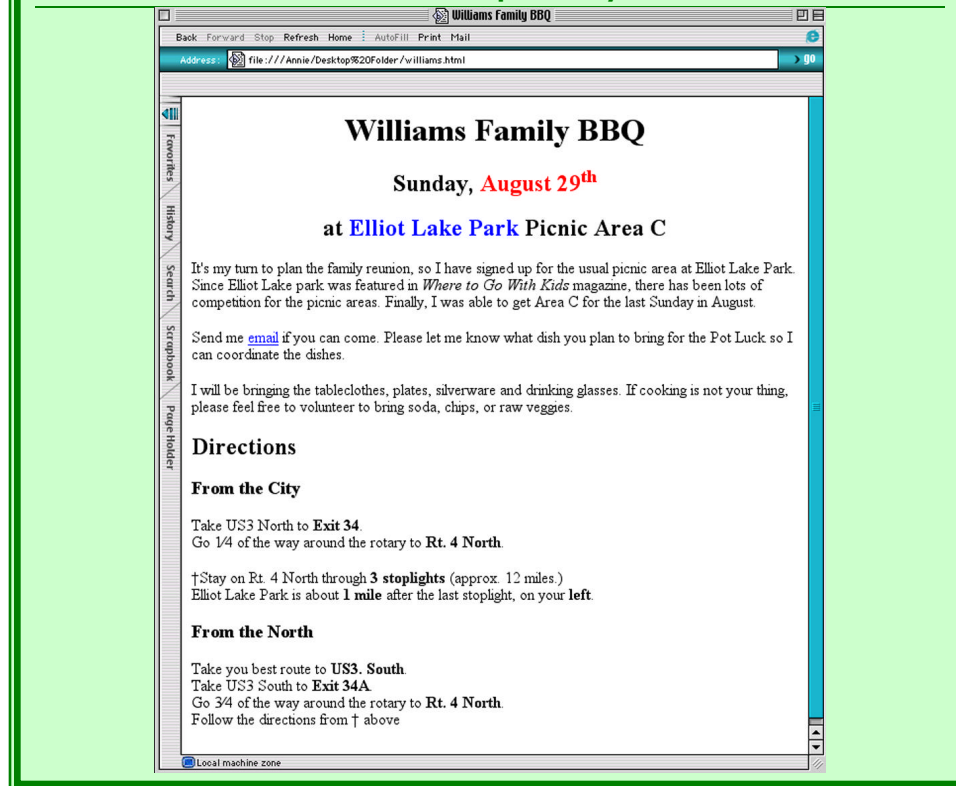 Williams Family BBQ
Back Forward Stop Refresh Home AutoFill Print Mail
Address: file:///Annie/Desktop%20Folder/williams.html go
Favorites
History
Search
Scrapbook
Page Holder
Williams Family BBQ
Sunday, August 29th
at Elliot Lake Park Picnic Area C
It's my turn to plan the family reunion, so I have signed up for the usual picnic area at Elliot Lake Park.
Since Elliot Lake park was featured in Where to Go With Kids magazine, there has been lots of
competition for the picnic areas. Finally, I was able to get Area C for the last Sunday in August.
Send me email if you can come. Please let me know what dish you plan to bring for the Pot Luck so I
can coordinate the dishes.
I will be bringing the tableclothes, plates, silverware and drinking glasses. If cooking is not your thing,
please feel free to volunteer to bring soda, chips, or raw veggies.
Directions
From the City
Take US3 North to Exit 34.
Go 1⁄4 of the way around the rotary to Rt. 4 North.
†Stay on Rt. 4 North through 3 stoplights (approx. 12 miles.)
Elliot Lake Park is about 1 mile after the last stoplight, on your left.
From the North
Take you best route to US3. South.
Take US3 South to Exit 34A.
Go 3⁄4 of the way around the rotary to Rt. 4 North.
Follow the directions from † above
Local machine zone